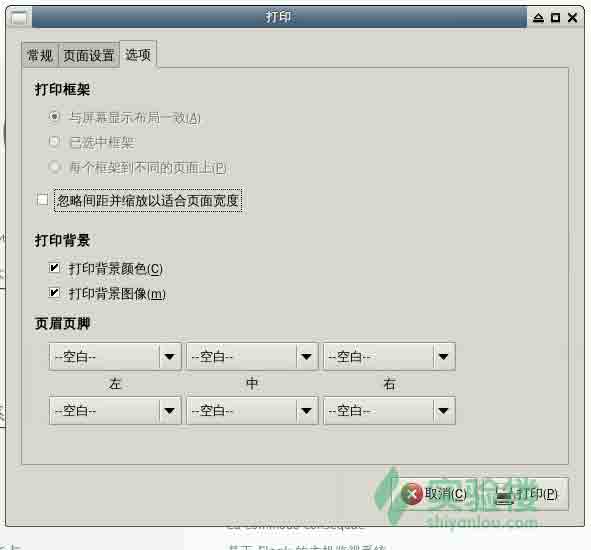 打印
常规 页面设置 选项
打印框架
与屏幕显示布局一致(A)
已选中框架
每个框架到不同的页面上(P)
忽略间距并缩放以适合页面宽度
打印背景
打印背景颜色(C)
打印背景图像(m)
页眉页脚
--空白-- --空白-- --空白--
左 中 右
--空白-- --空白-- --空白--
取消(C) 打印(P)
实验楼
shiyanlou.com